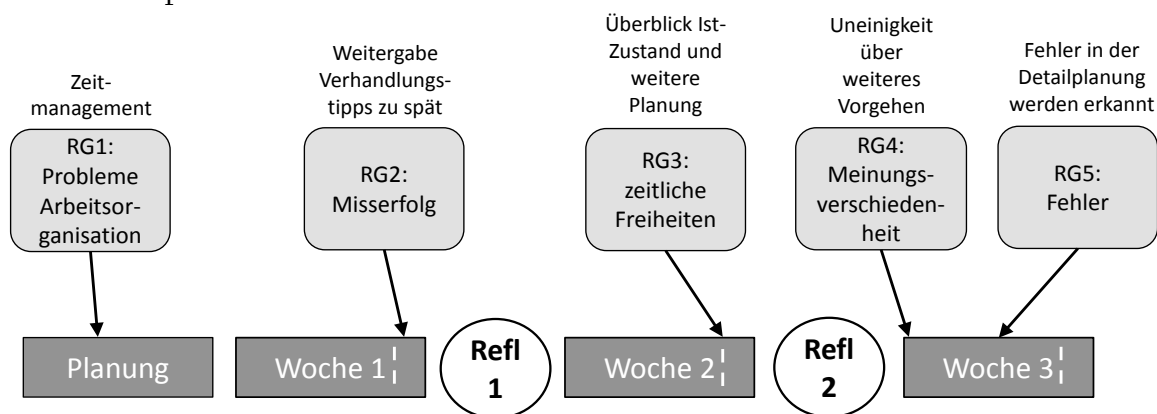 Zeit-
management
Weitergabe
Verhandlungs-
tipps zu spät
Überblick Ist-
Zustand und
weitere
Planung
Uneinigkeit
über
weiteres
Vorgehen
Fehler in der
Detailplanung
werden erkannt
RG1:
Probleme
Arbeitsor-
ganisation
RG2:
Misserfolg
RG3:
zeitliche
Freiheiten
RG4:
Meinungs-
verschieden-
heit
RG5:
Fehler
Planung
Woche 1
Refl
1
Woche 2
Refl
2
Woche 3